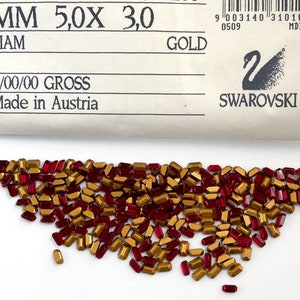 MM 5,0X 3,0
IAM GOLD
/00/00 GROSS
Made in Austria
9 003140 3101
0509 MD
SWAROVSKI